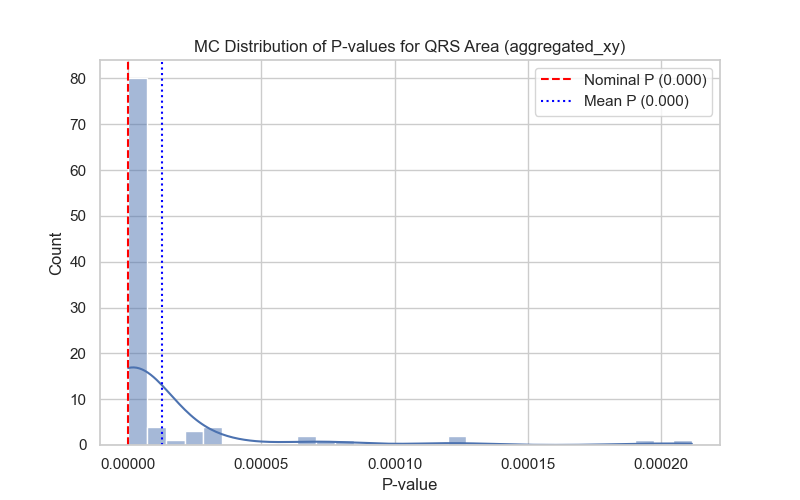 MC Distribution of P-values for QRS Area (aggregated_xy)
Nominal P (0.000)
Mean P (0.000)
Count
80
70
60
50
40
30
20
10
0
0.00000
0.00005
0.00010
0.00015
0.00020
P-value